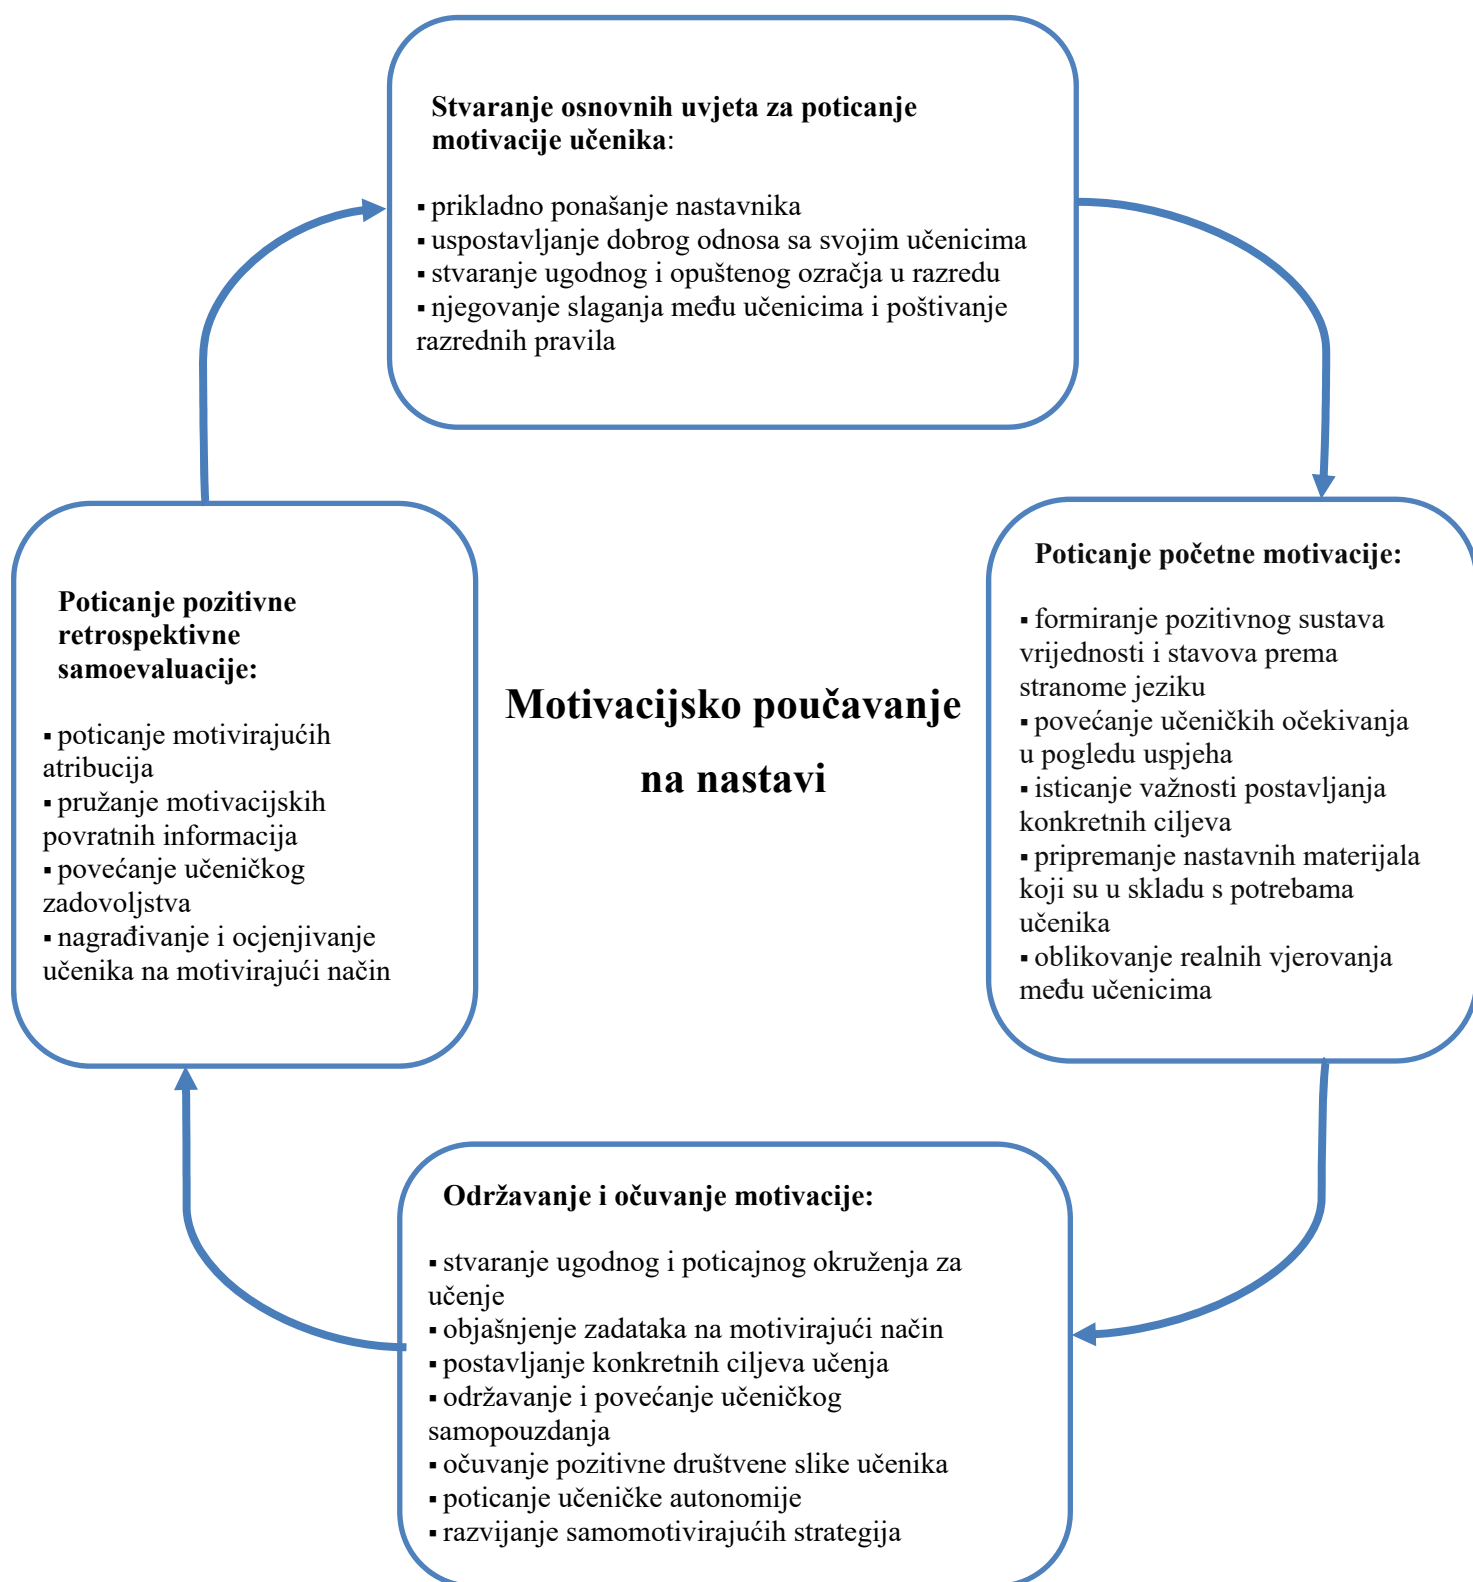 Stvaranje osnovnih uvjeta za poticanje
motivacije učenika:
▪ prikladno ponašanje nastavnika
▪ uspostavljanje dobrog odnosa sa svojim učenicima
▪ stvaranje ugodnog i opuštenog ozračja u razredu
▪ njegovanje slaganja među učenicima i poštivanje
razrednih pravila
Poticanje početne motivacije:
▪ formiranje pozitivnog sustava
vrijednosti i stavova prema
stranome jeziku
▪ povećanje učeničkih očekivanja
u pogledu uspjeha
▪ isticanje važnosti postavljanja
konkretnih ciljeva
▪ pripremanje nastavnih materijala
koji su u skladu s potrebama
učenika
▪ oblikovanje realnih vjerovanja
među učenicima
Poticanje pozitivne
retrospektivne
samoevaluacije:
▪ poticanje motivirajućih
atribucija
▪ pružanje motivacijskih
povratnih informacija
▪ povećanje učeničkog
zadovoljstva
▪ nagrađivanje i ocjenjivanje
učenika na motivirajući način
Motivacijsko poučavanje
na nastavi
Održavanje i očuvanje motivacije:
▪ stvaranje ugodnog i poticajnog okruženja za
učenje
▪ objašnjenje zadataka na motivirajući način
▪ postavljanje konkretnih ciljeva učenja
▪ održavanje i povećanje učeničkog
samopouzdanja
▪ očuvanje pozitivne društvene slike učenika
▪ poticanje učeničke autonomije
▪ razvijanje samomotivirajućih strategija